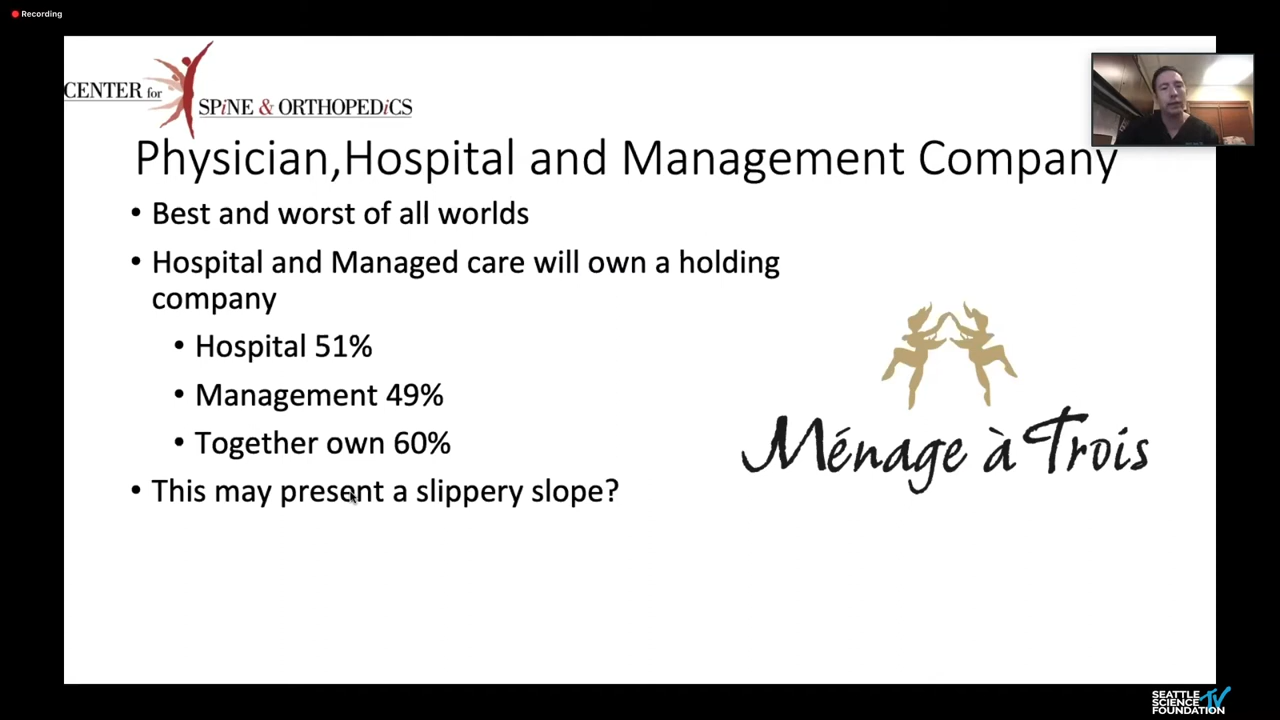 Recording
CENTER for
SPiNE & ORTHOPEDiCS
Physician,Hospital and Management Company
• Best and worst of all worlds
• Hospital and Managed care will own a holding
company
• Hospital 51%
• Management 49%
• Together own 60%
• This may present a slippery slope?
Ménage à Trois
SEATTLE
SCIENCE
FOUNDATION
TV